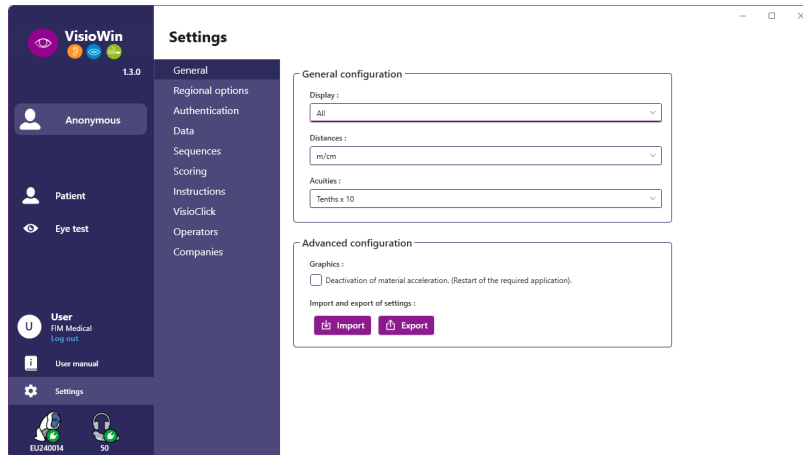 VisioWin
1.3.0
Anonymous
Patient
Eye test
U
User
FIM Medical
Log out
i
User manual
Settings
EU240014
50
Settings
General
Regional options
Authentication
Data
Sequences
Scoring
Instructions
VisioClick
Operators
Companies
General configuration
Display :
All
Distances :
m/cm
Acuities :
Tenths x 10
Advanced configuration
Graphics :
Deactivation of material acceleration. (Restart of the required application).
Import and export of settings :
Import
Export